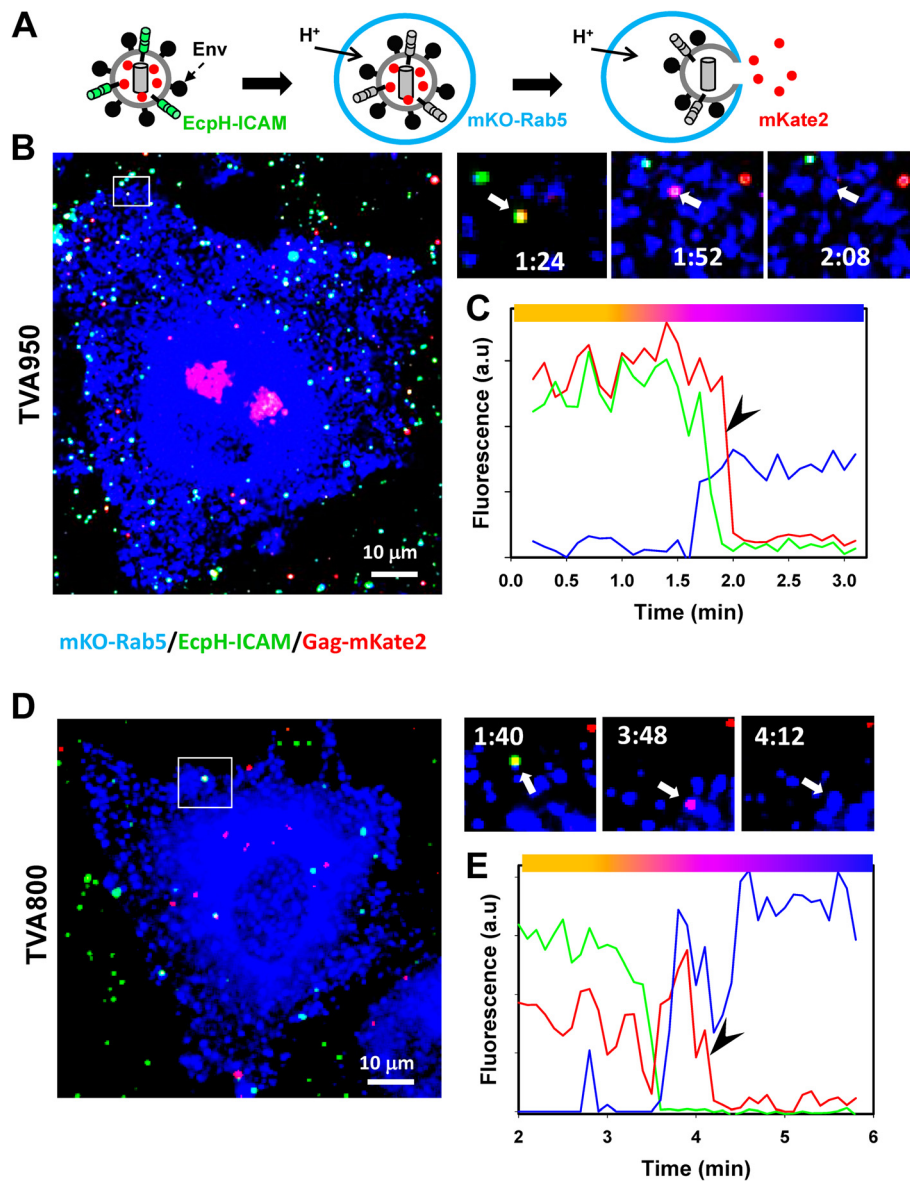 A
Env
H+
H+
EcpH-ICAM
mKO-Rab5
mKate2
B
TVA950
10 μm
1:24
1:52
2:08
C
Fluorescence (a.u)
0.0 0.5 1.0 1.5 2.0 2.5 3.0
Time (min)
mKO-Rab5/EcpH-ICAM/Gag-mKate2
D
TVA800
10 μm
1:40
3:48
4:12
E
Fluorescence (a.u)
2 3 4 5 6
Time (min)